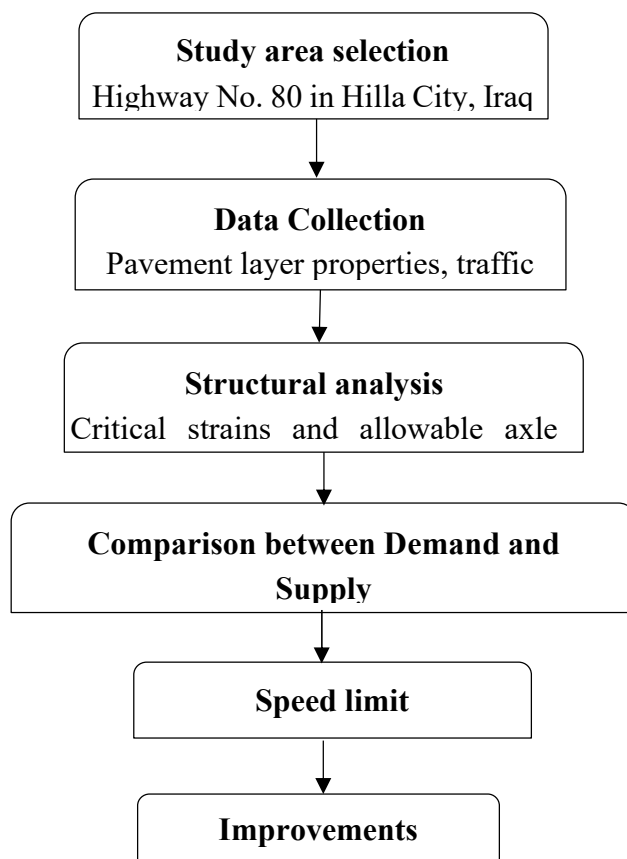 Study area selection
Highway No. 80 in Hilla City, Iraq
Data Collection
Pavement layer properties, traffic
Structural analysis
Critical strains and allowable axle
Comparison between Demand and
Supply
Speed limit
Improvements